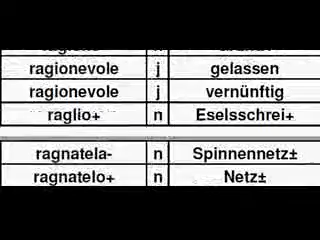 ragionevole j gelassen
ragionevole j vernünftig
raglio+ n Eselsschrei+
ragnatela- n Spinnennetz±
ragnatelo+ n Netz±